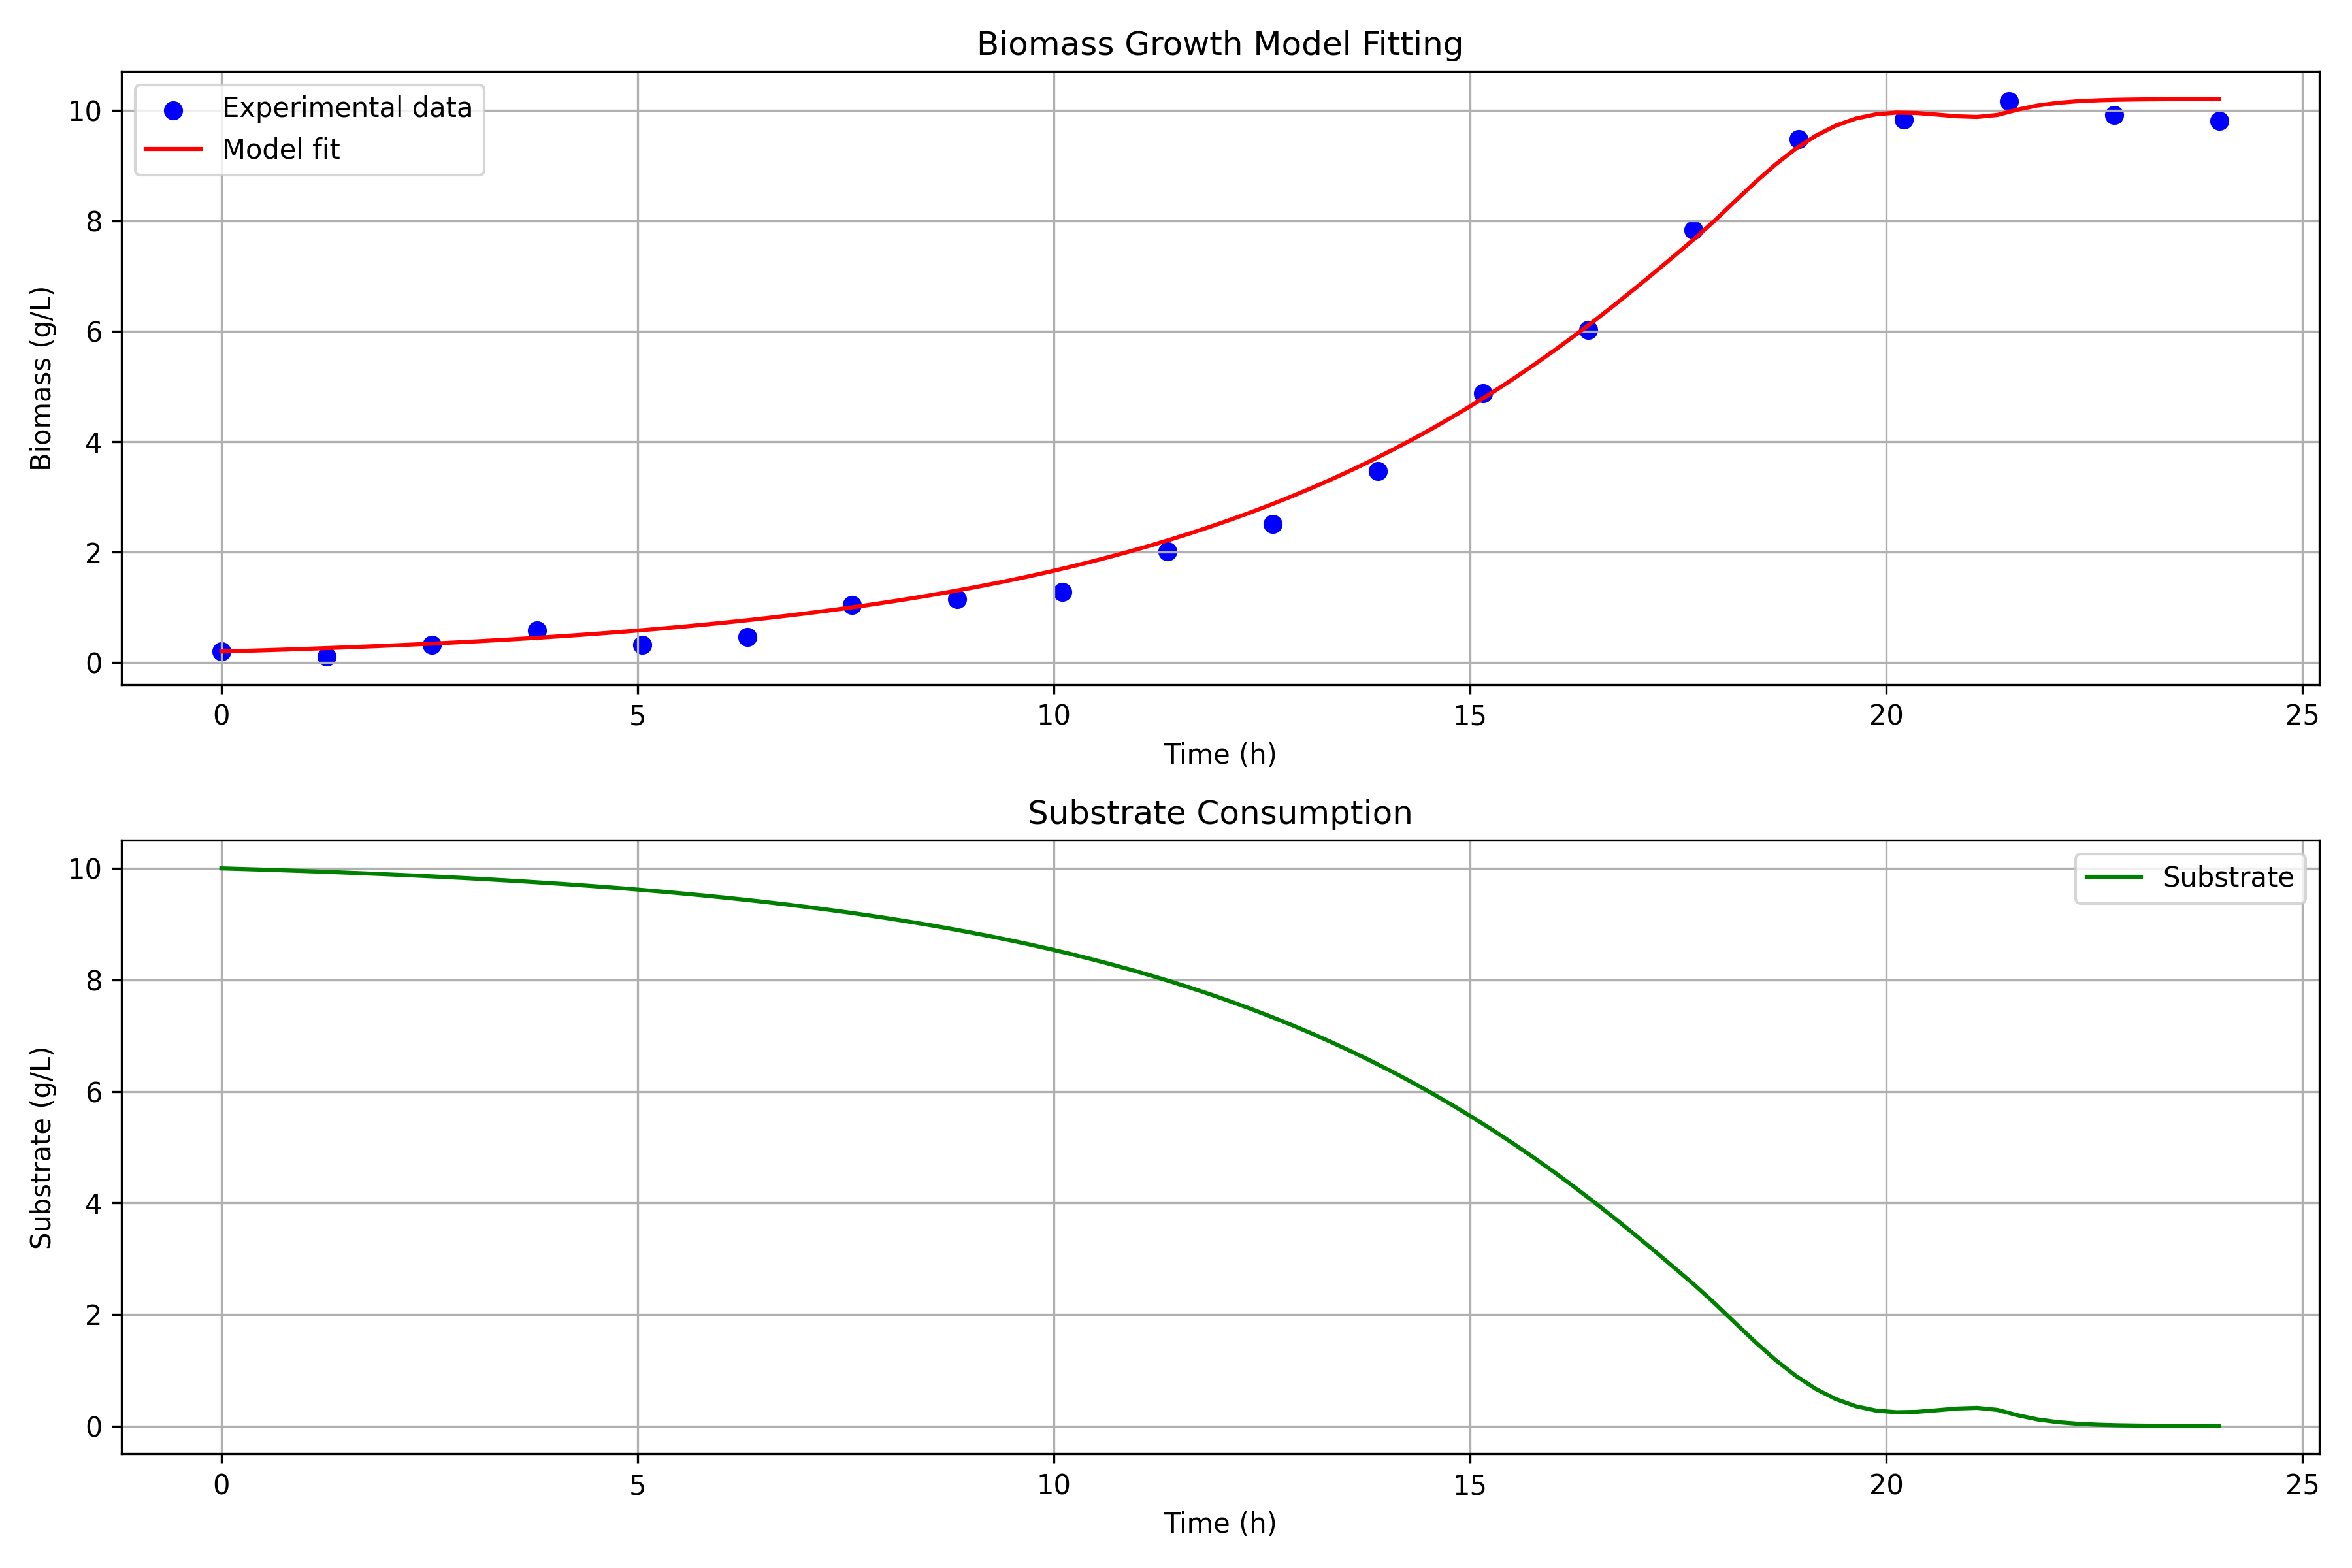 Biomass Growth Model Fitting
Experimental data
Model fit
10
8
6
4
2
0
Biomass (g/L)
0 5 10 15 20 25
Time (h)
Substrate Consumption
Substrate
10
8
6
4
2
0
Substrate (g/L)
0 5 10 15 20 25
Time (h)